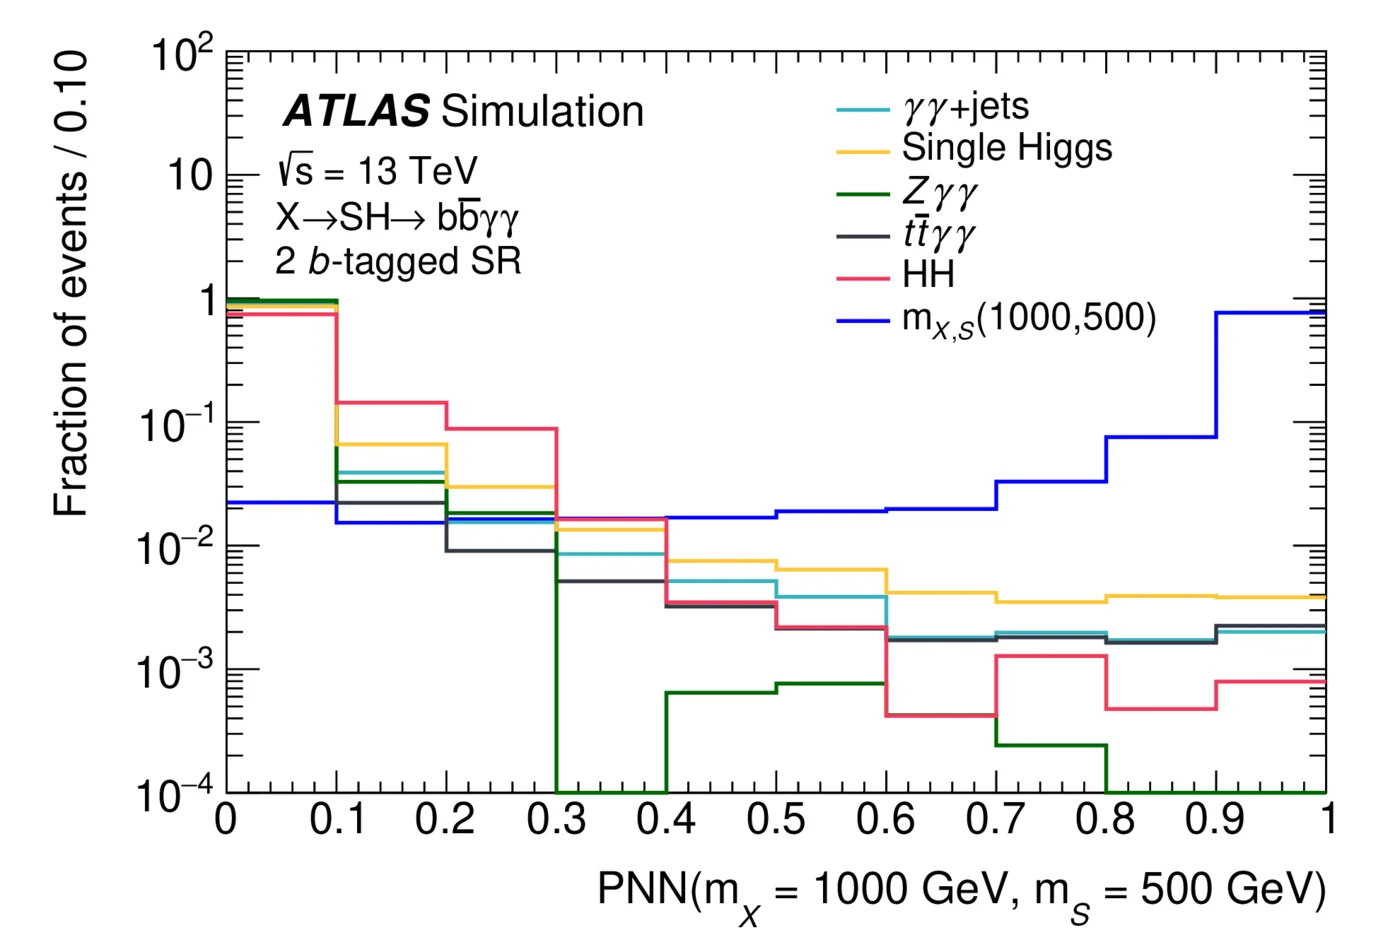 ATLAS Simulation
√s = 13 TeV
X→SH→ bb̅γγ
2 b-tagged SR
γγ+jets
Single Higgs
Zγγ
tt̅γγ
HH
m_X,S(1000,500)
Fraction of events / 0.10
10²
10
1
10⁻¹
10⁻²
10⁻³
10⁻⁴
0 0.1 0.2 0.3 0.4 0.5 0.6 0.7 0.8 0.9 1
PNN(m_X = 1000 GeV, m_S = 500 GeV)